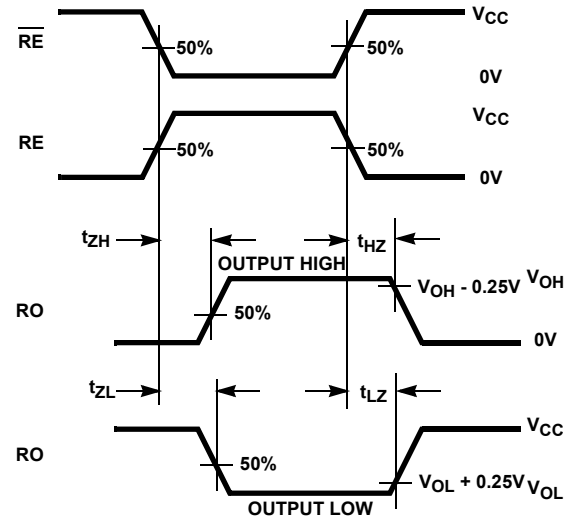 R̅E̅
50%
50%
VCC
0V
RE
50%
50%
VCC
0V
tZH
tHZ
OUTPUT HIGH
RO
50%
VOH - 0.25V
VOH
0V
tZL
tLZ
RO
50%
VCC
VOL + 0.25V
VOL
OUTPUT LOW